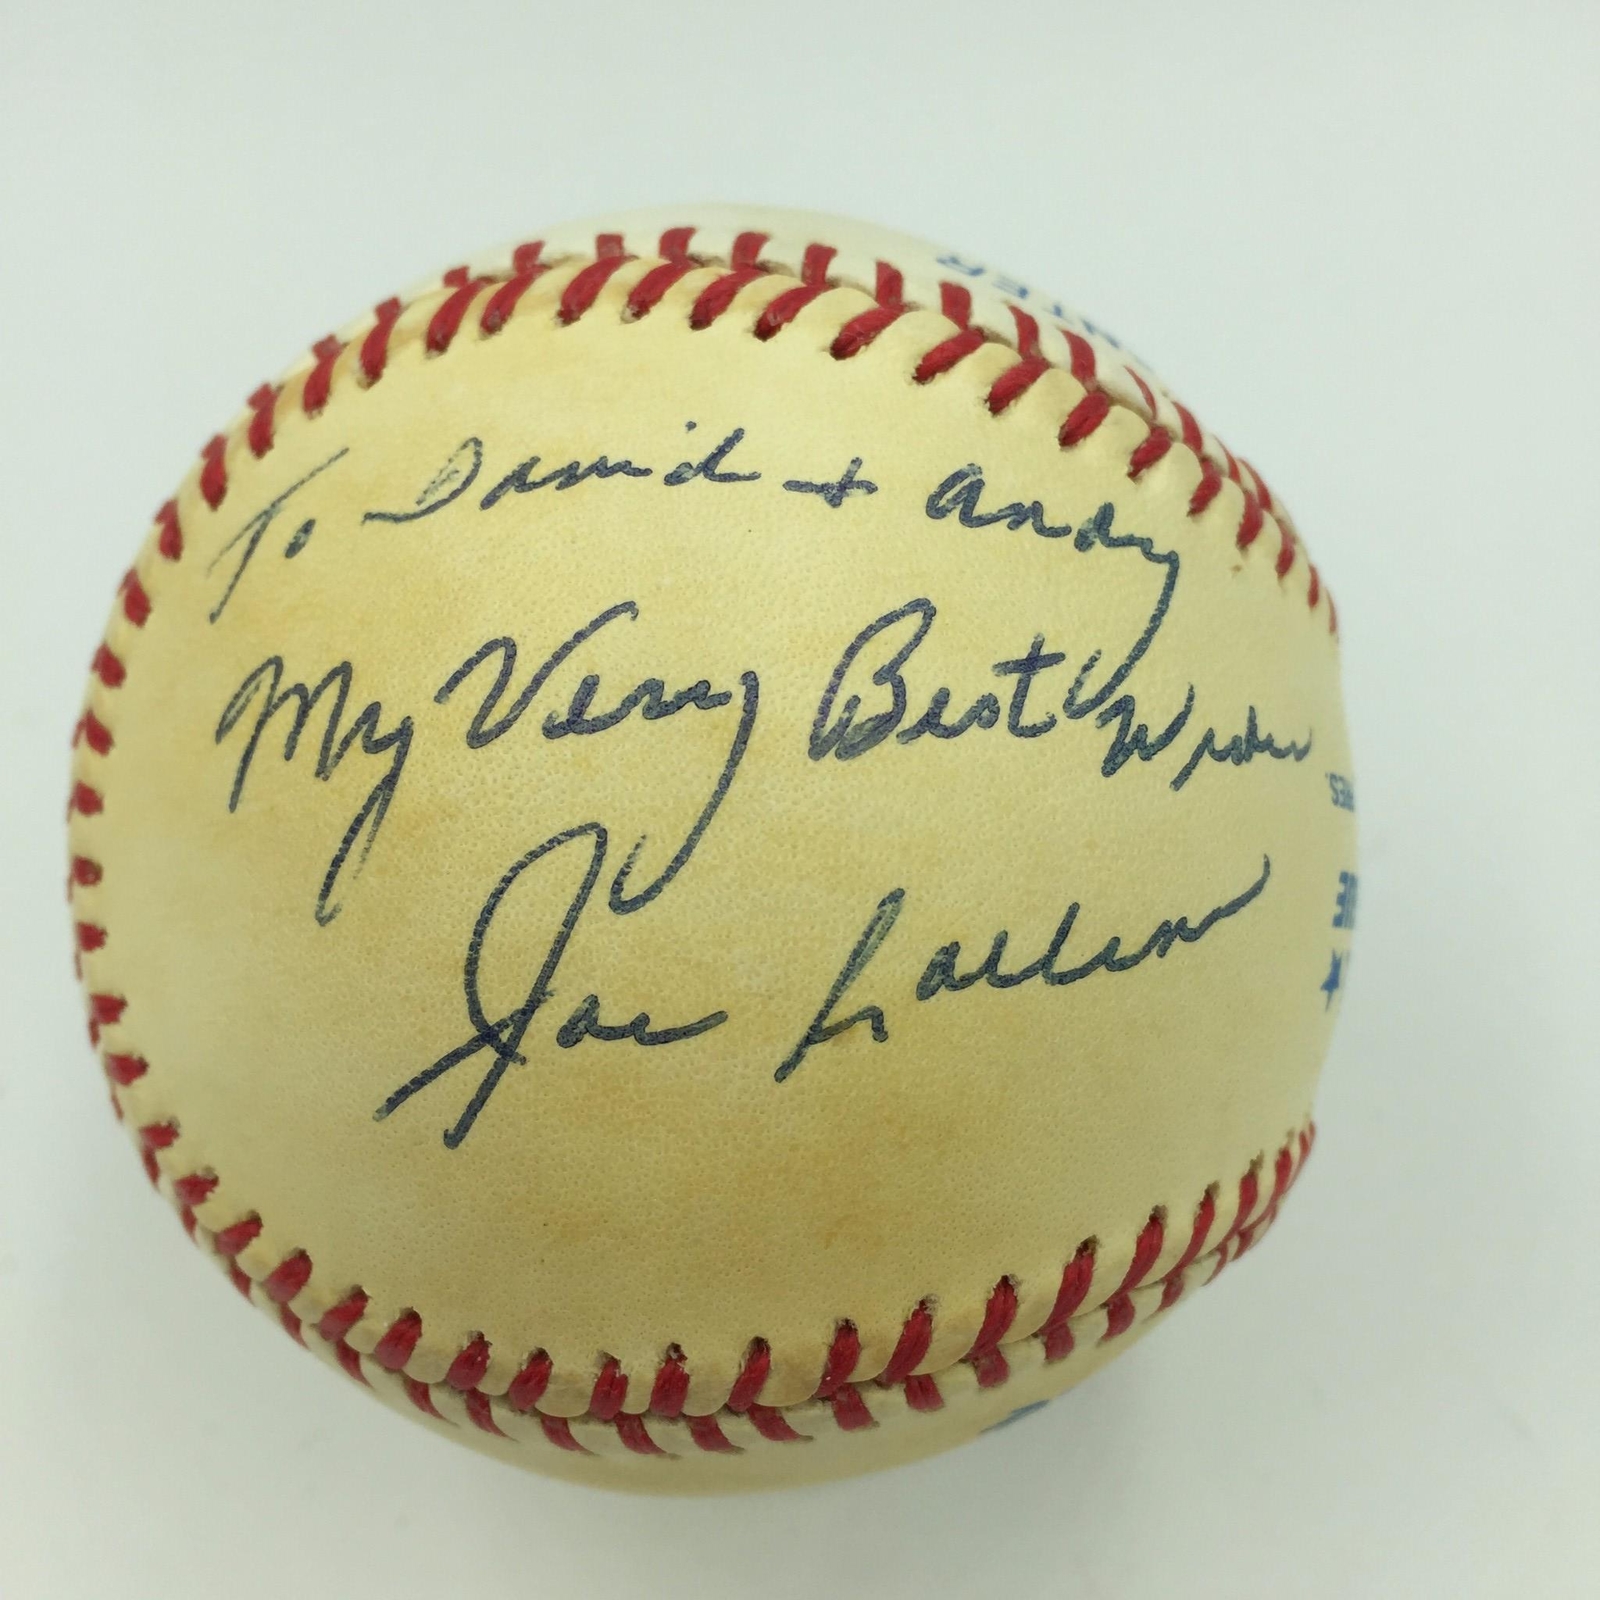 To David + Andy
My Very Best Wishes
Joe